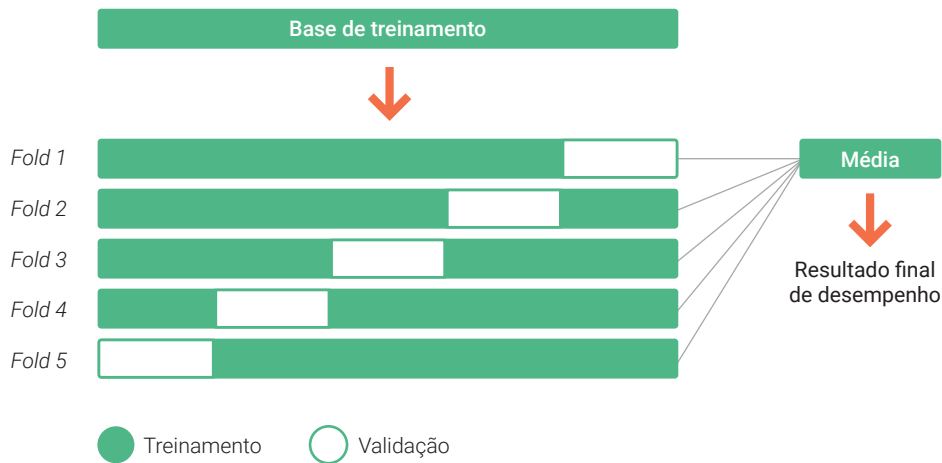 Base de treinamento
Fold 1
Média
Fold 2
Fold 3
Resultado final
de desempenho
Fold 4
Fold 5
Treinamento
Validação